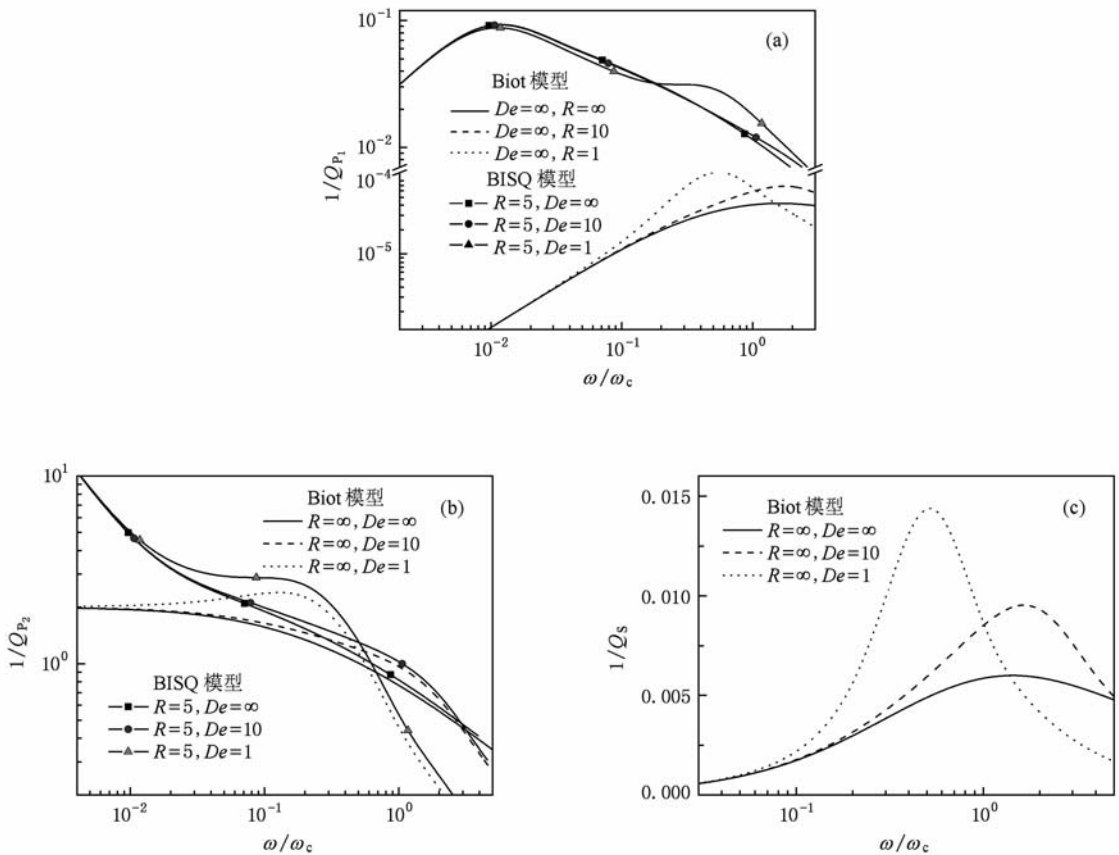 (a)
10⁻¹
10⁻²
10⁻⁴
10⁻⁵
1/Q_P₁
Biot 模型
De=∞, R=∞
De=∞, R=10
De=∞, R=1
BISQ 模型
R=5, De=∞
R=5, De=10
R=5, De=1
10⁻² 10⁻¹ 10⁰
ω/ω_c
(b)
10¹
10⁰
1/Q_P₂
Biot 模型
R=∞, De=∞
R=∞, De=10
R=∞, De=1
BISQ 模型
R=5, De=∞
R=5, De=10
R=5, De=1
10⁻² 10⁻¹ 10⁰
ω/ω_c
(c)
0.015
0.010
0.005
0.000
1/Q_S
Biot 模型
R=∞, De=∞
R=∞, De=10
R=∞, De=1
10⁻¹ 10⁰
ω/ω_c